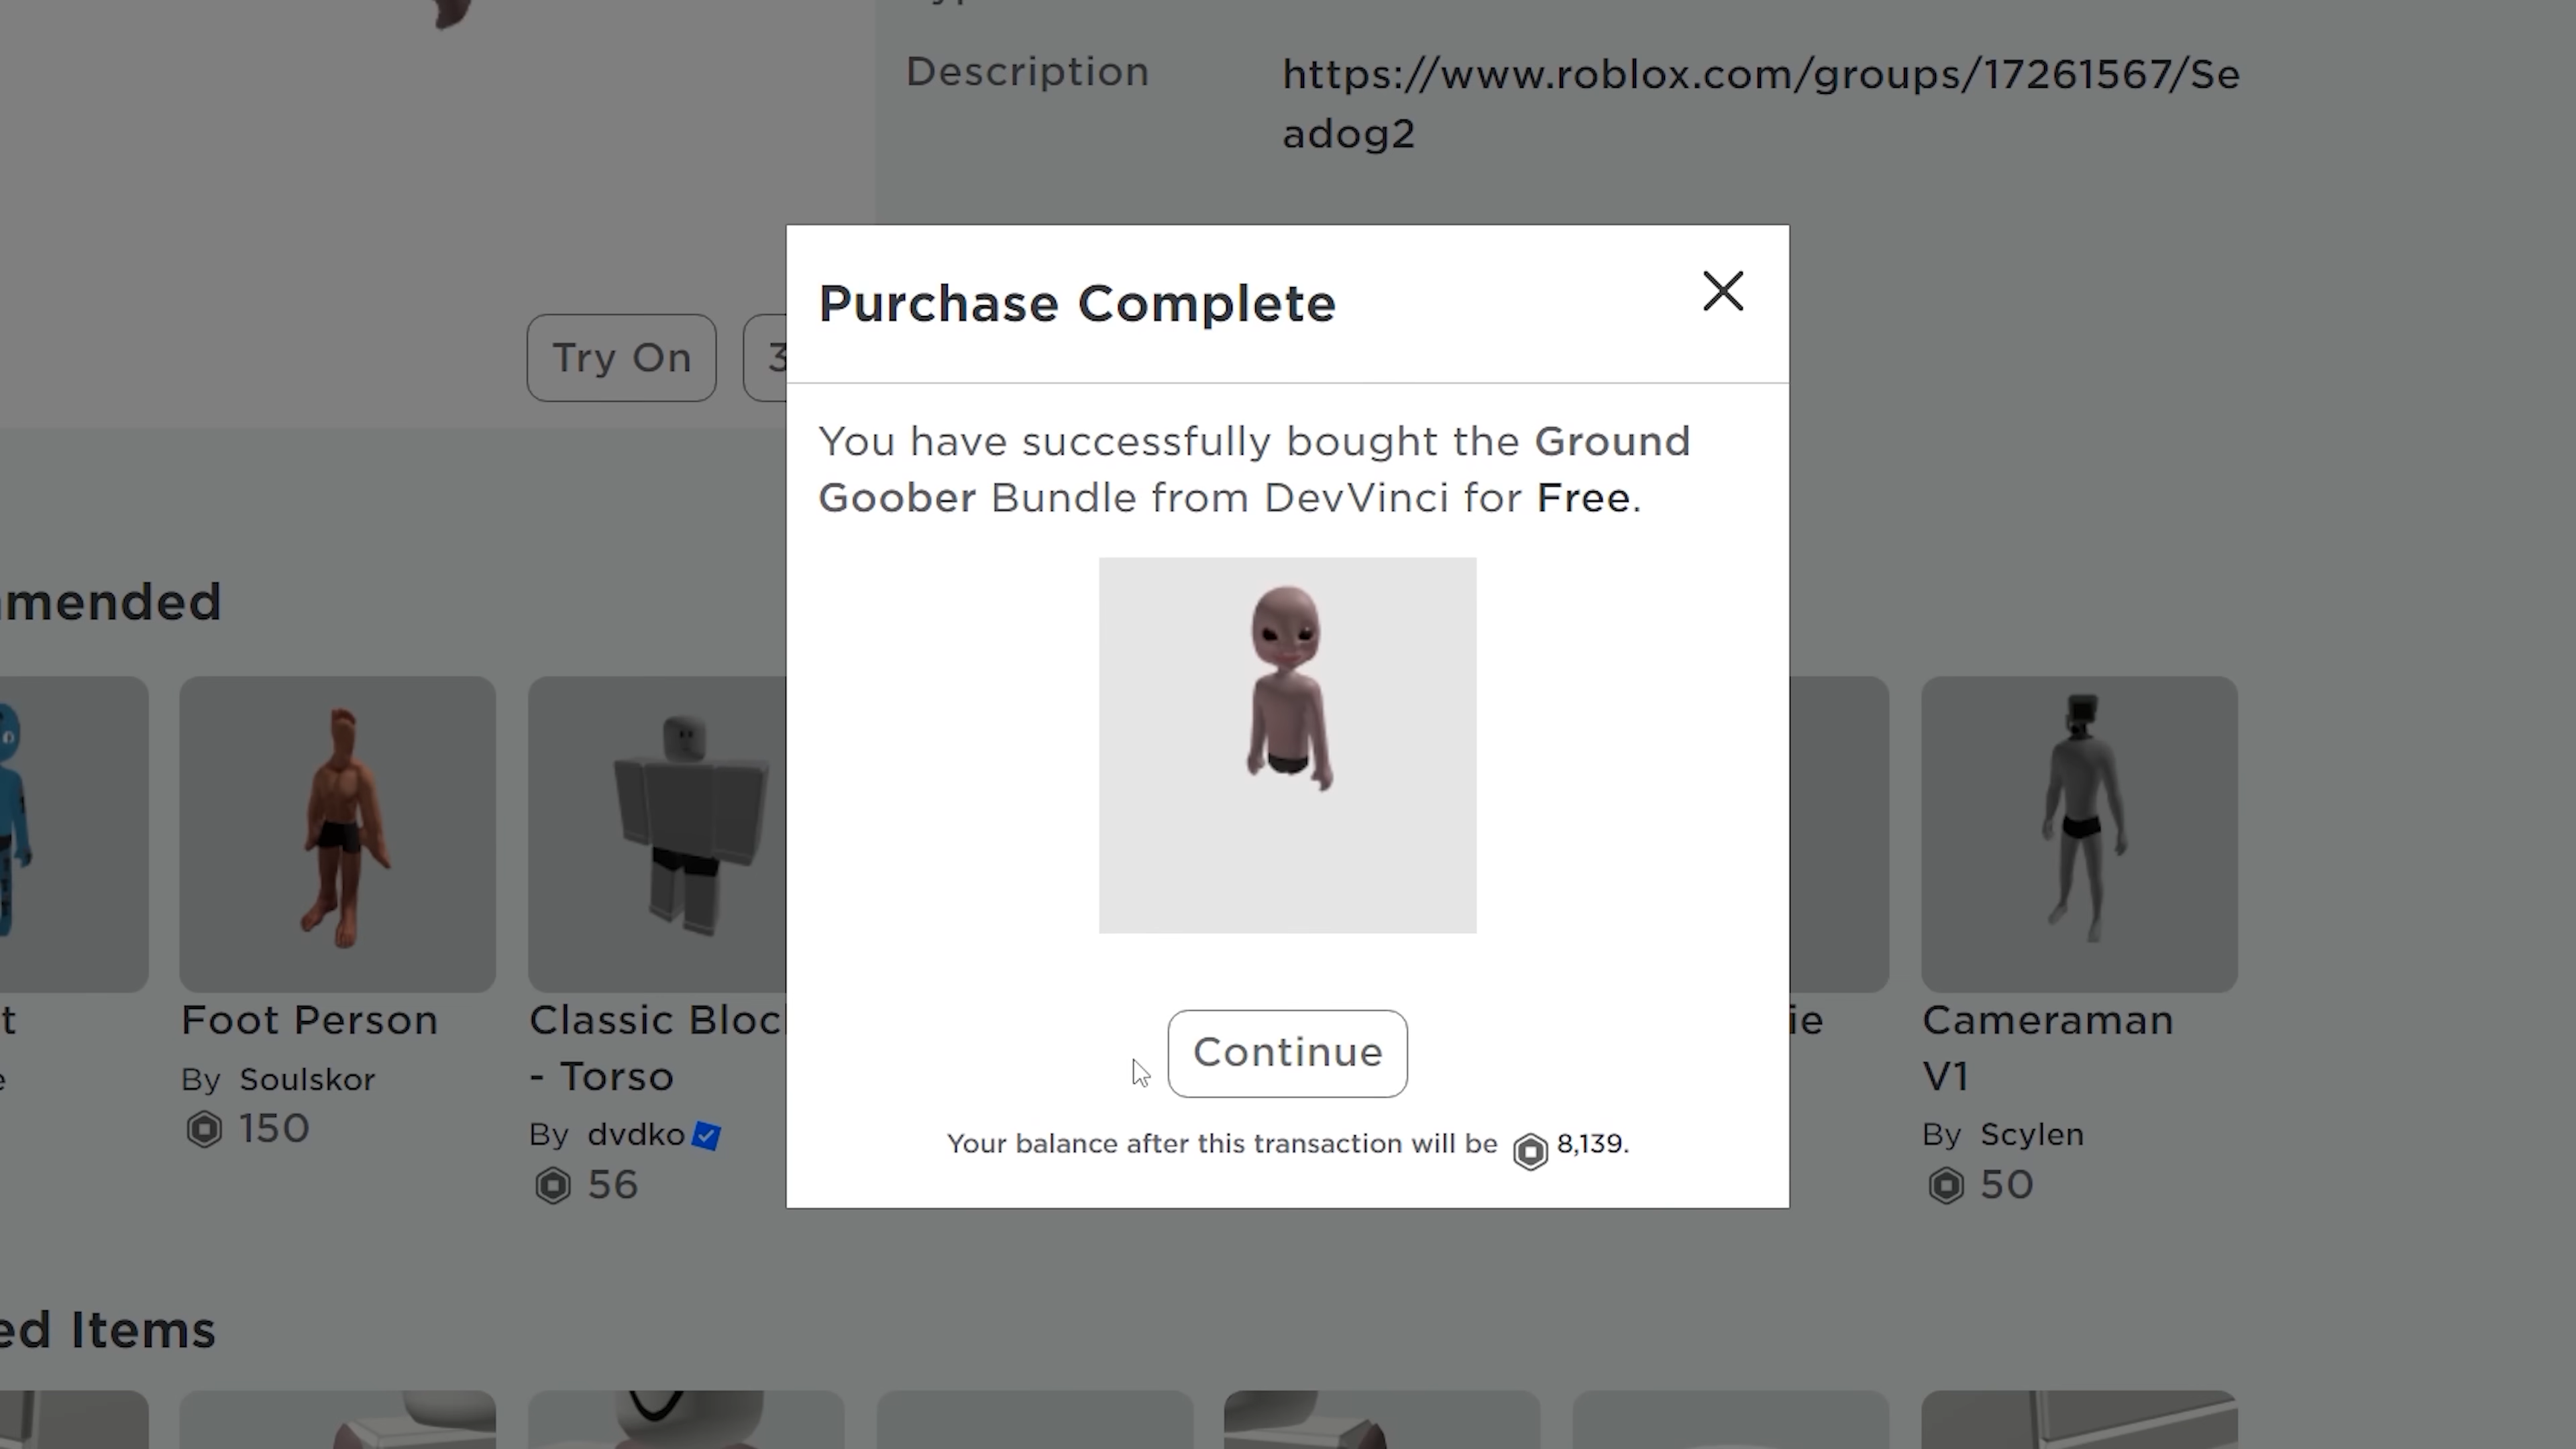 Description
https://www.roblox.com/groups/17261567/Se
adog2
Purchase Complete
Try On
You have successfully bought the Ground
Goober Bundle from DevVinci for Free.
Continue
Your balance after this transaction will be 8,139.
mmended
Foot Person
By Soulskor
150
Classic Bloc
- Torso
By dvdko
56
Cameraman
V1
By Scylen
50
ed Items